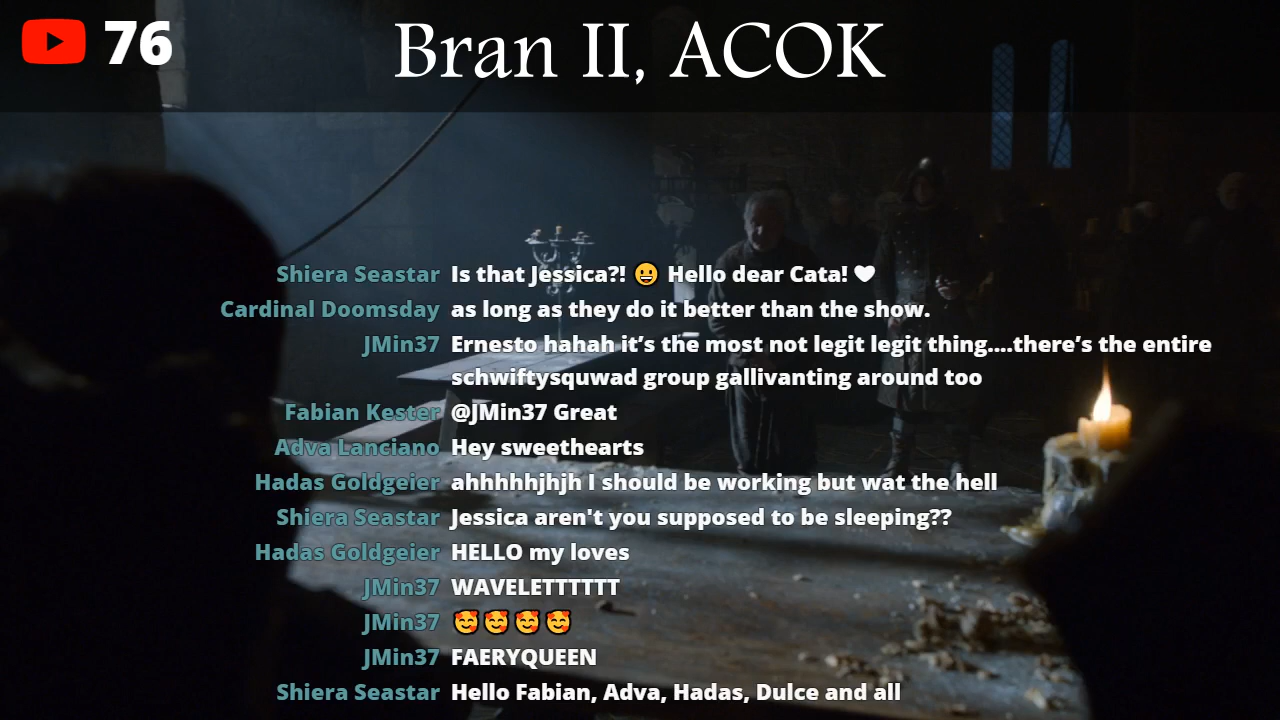 76
Bran II, ACOK
Shiera Seastar Is that Jessica?! 😀 Hello dear Cata! ❤
Cardinal Doomsday as long as they do it better than the show.
JMin37 Ernesto hahah it’s the most not legit legit thing....there’s the entire
schwiftysquwad group gallivanting around too
Fabian Kester @JMin37 Great
Adva Lanciano Hey sweethearts
Hadas Goldgeier ahhhhhjhjh I should be working but wat the hell
Shiera Seastar Jessica aren't you supposed to be sleeping??
Hadas Goldgeier HELLO my loves
JMin37 WAVELETTTTTT
JMin37 🥰🥰🥰🥰
JMin37 FAERYQUEEN
Shiera Seastar Hello Fabian, Adva, Hadas, Dulce and all